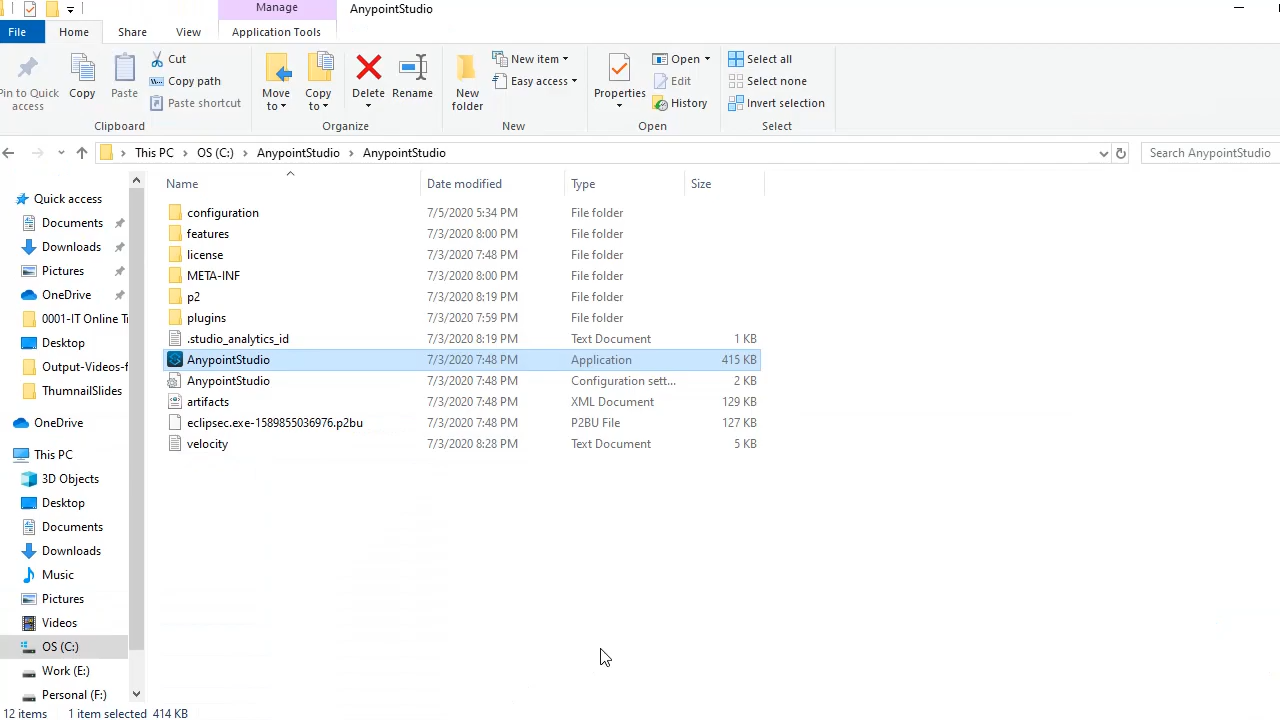 Manage
AnypointStudio
File
Home
Share
View
Application Tools
Pin to Quick
access
Copy
Paste
Cut
Copy path
Paste shortcut
Move
to
Copy
to
Delete
Rename
New
folder
New item
Easy access
Properties
Open
Edit
History
Select all
Select none
Invert selection
Clipboard
Organize
New
Open
Select
This PC > OS (C:) > AnypointStudio > AnypointStudio
Search AnypointStudio
Name Date modified Type Size
configuration 7/5/2020 5:34 PM File folder
features 7/3/2020 8:00 PM File folder
license 7/3/2020 7:48 PM File folder
META-INF 7/3/2020 8:00 PM File folder
p2 7/3/2020 8:19 PM File folder
plugins 7/3/2020 7:59 PM File folder
.studio_analytics_id 7/3/2020 8:19 PM Text Document 1 KB
AnypointStudio 7/3/2020 7:48 PM Application 415 KB
AnypointStudio 7/3/2020 7:48 PM Configuration sett... 2 KB
artifacts 7/3/2020 7:48 PM XML Document 129 KB
eclipsec.exe-1589855036976.p2bu 7/3/2020 7:48 PM P2BU File 127 KB
velocity 7/3/2020 8:28 PM Text Document 5 KB
Quick access
Documents
Downloads
Pictures
OneDrive
0001-IT Online T
Desktop
Output-Videos-f
ThumnailSlides
OneDrive
This PC
3D Objects
Desktop
Documents
Downloads
Music
Pictures
Videos
OS (C:)
Work (E:)
Personal (F:)
12 items 1 item selected 414 KB